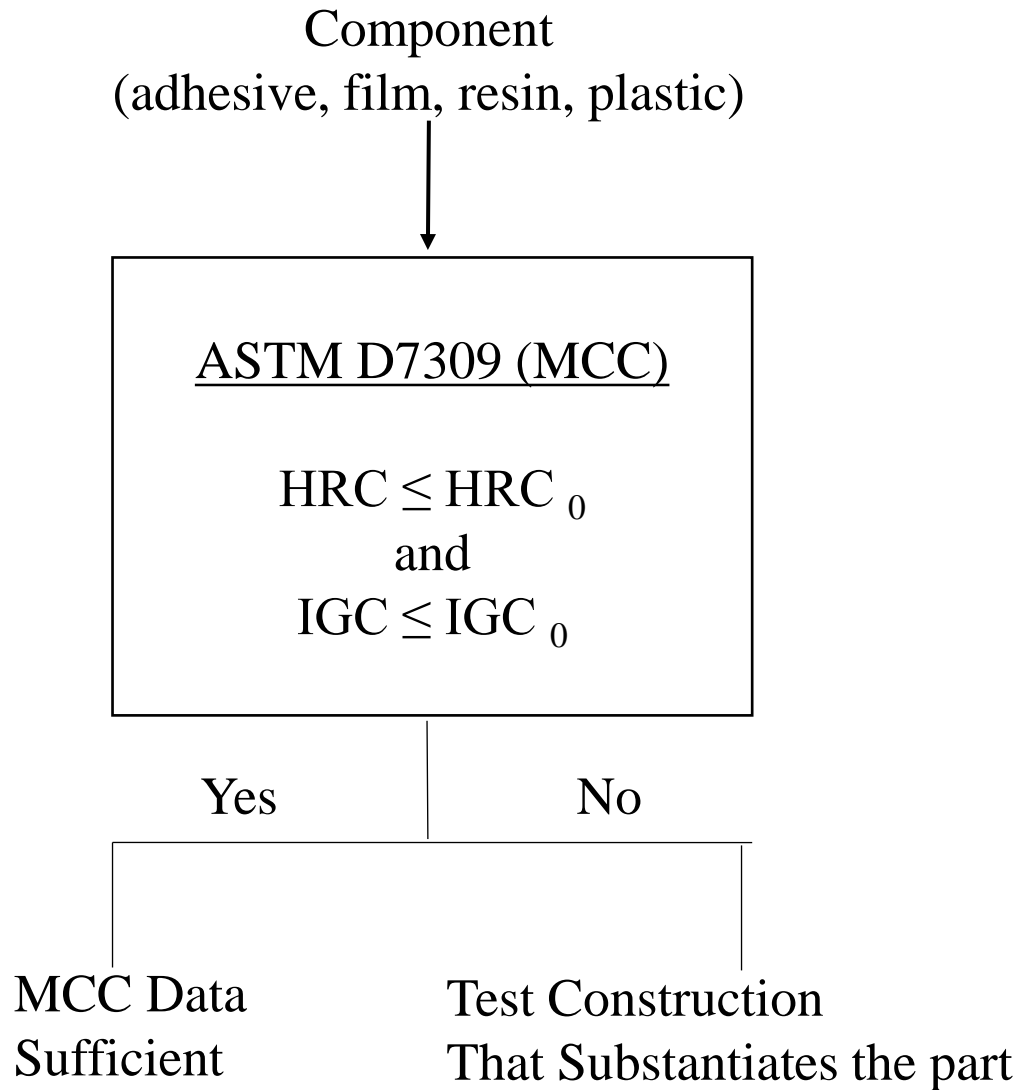 Component
(adhesive, film, resin, plastic)
ASTM D7309 (MCC)
HRC ≤ HRC 0
and
IGC ≤ IGC 0
Yes
No
MCC Data
Sufficient
Test Construction
That Substantiates the part